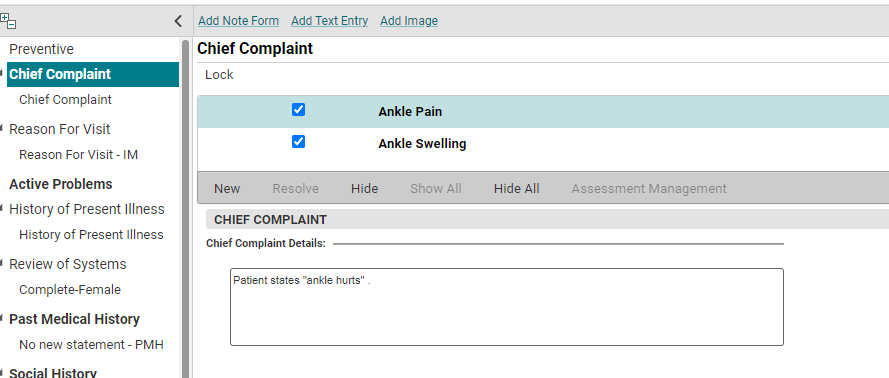 Add Note Form Add Text Entry Add Image
Preventive
Chief Complaint
Chief Complaint
Reason For Visit
Reason For Visit - IM
Active Problems
History of Present Illness
History of Present Illness
Review of Systems
Complete-Female
Past Medical History
No new statement - PMH
Social History
Chief Complaint
Lock
Ankle Pain
Ankle Swelling
New Resolve Hide Show All Hide All Assessment Management
CHIEF COMPLAINT
Chief Complaint Details:
Patient states "ankle hurts" .